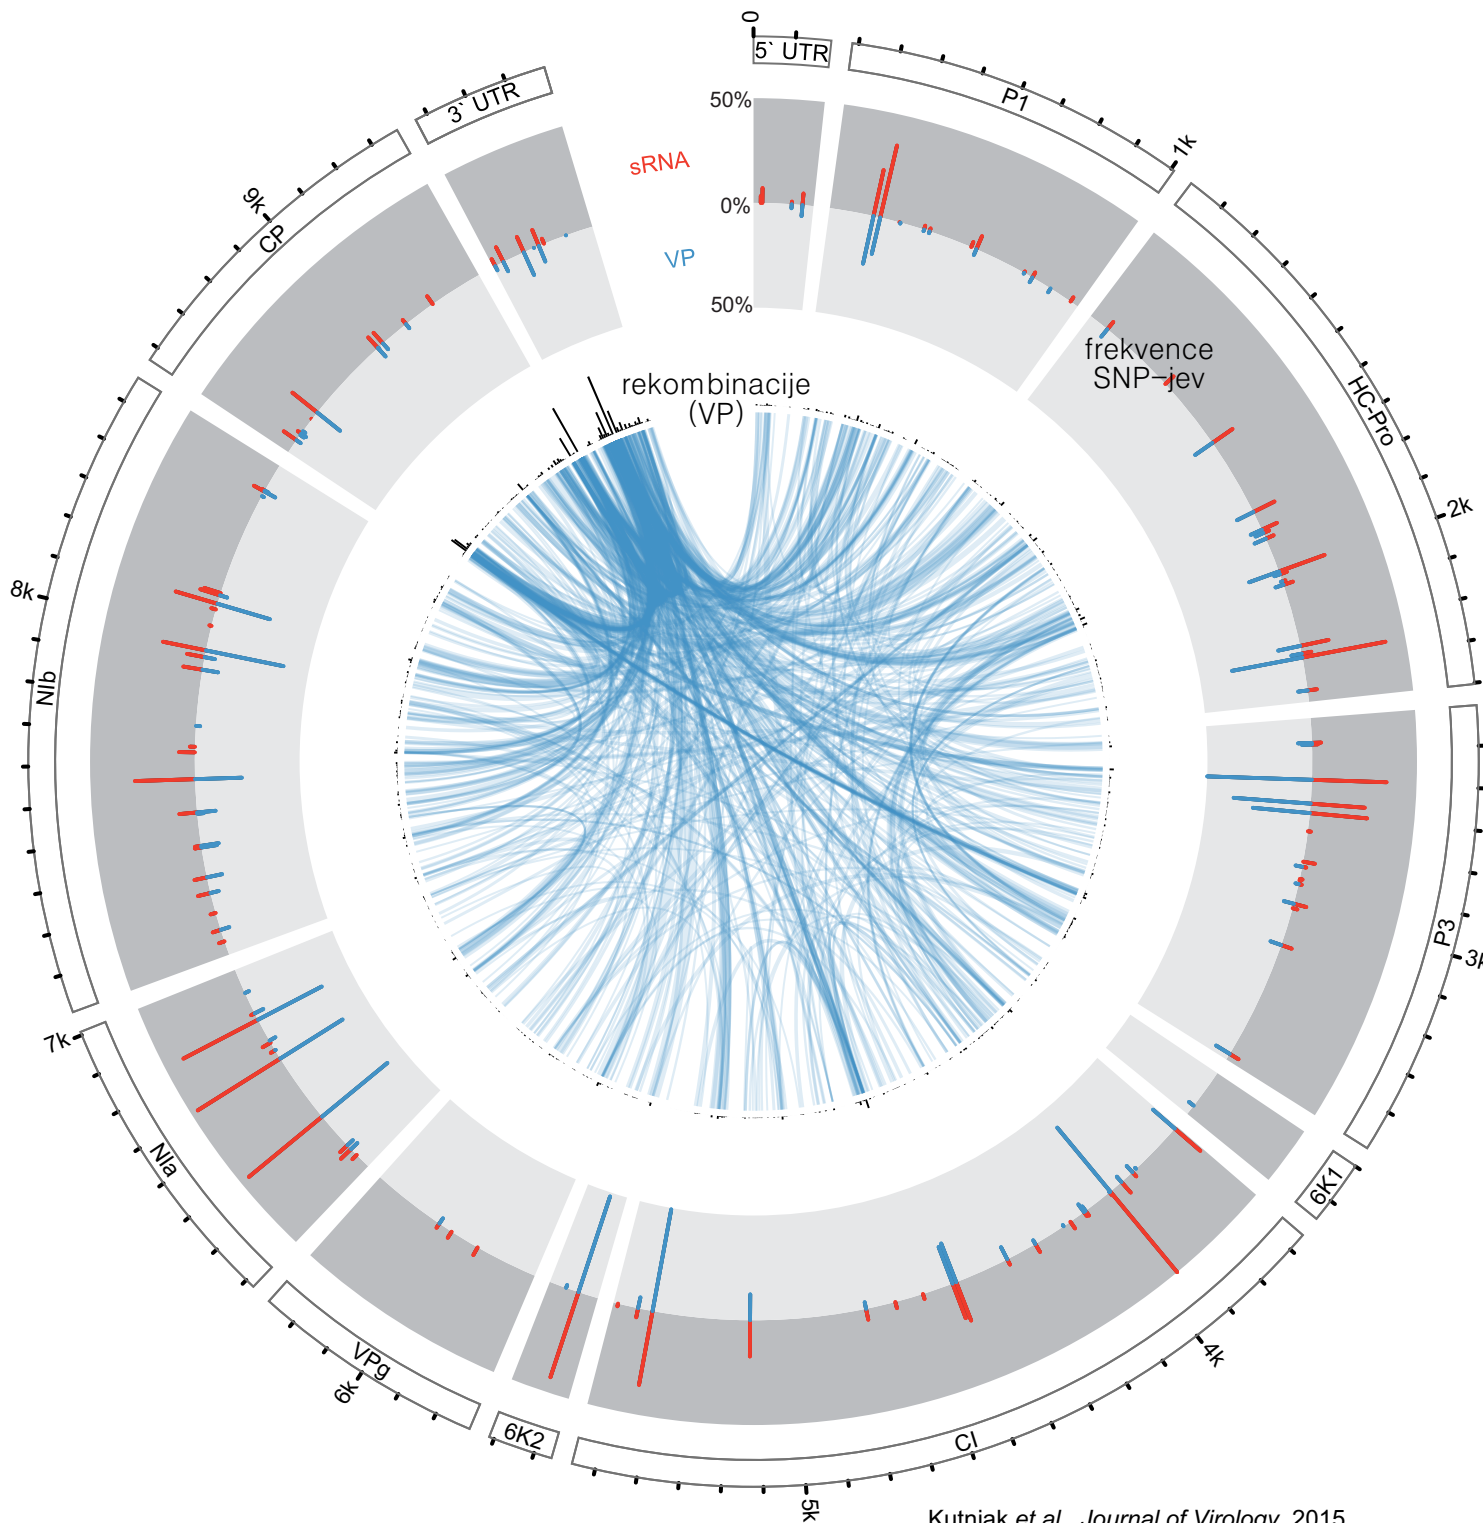 0
5` UTR
P1
1k
HC-Pro
2k
P3
3k
6K1
4k
CI
5k
6K2
VPg
6k
NIa
7k
NIb
8k
9k
CP
3` UTR
50%
0%
50%
sRNA
VP
frekvence
SNP–jev
rekombinacije
(VP)
Kutnjak et al., Journal of Virology, 2015